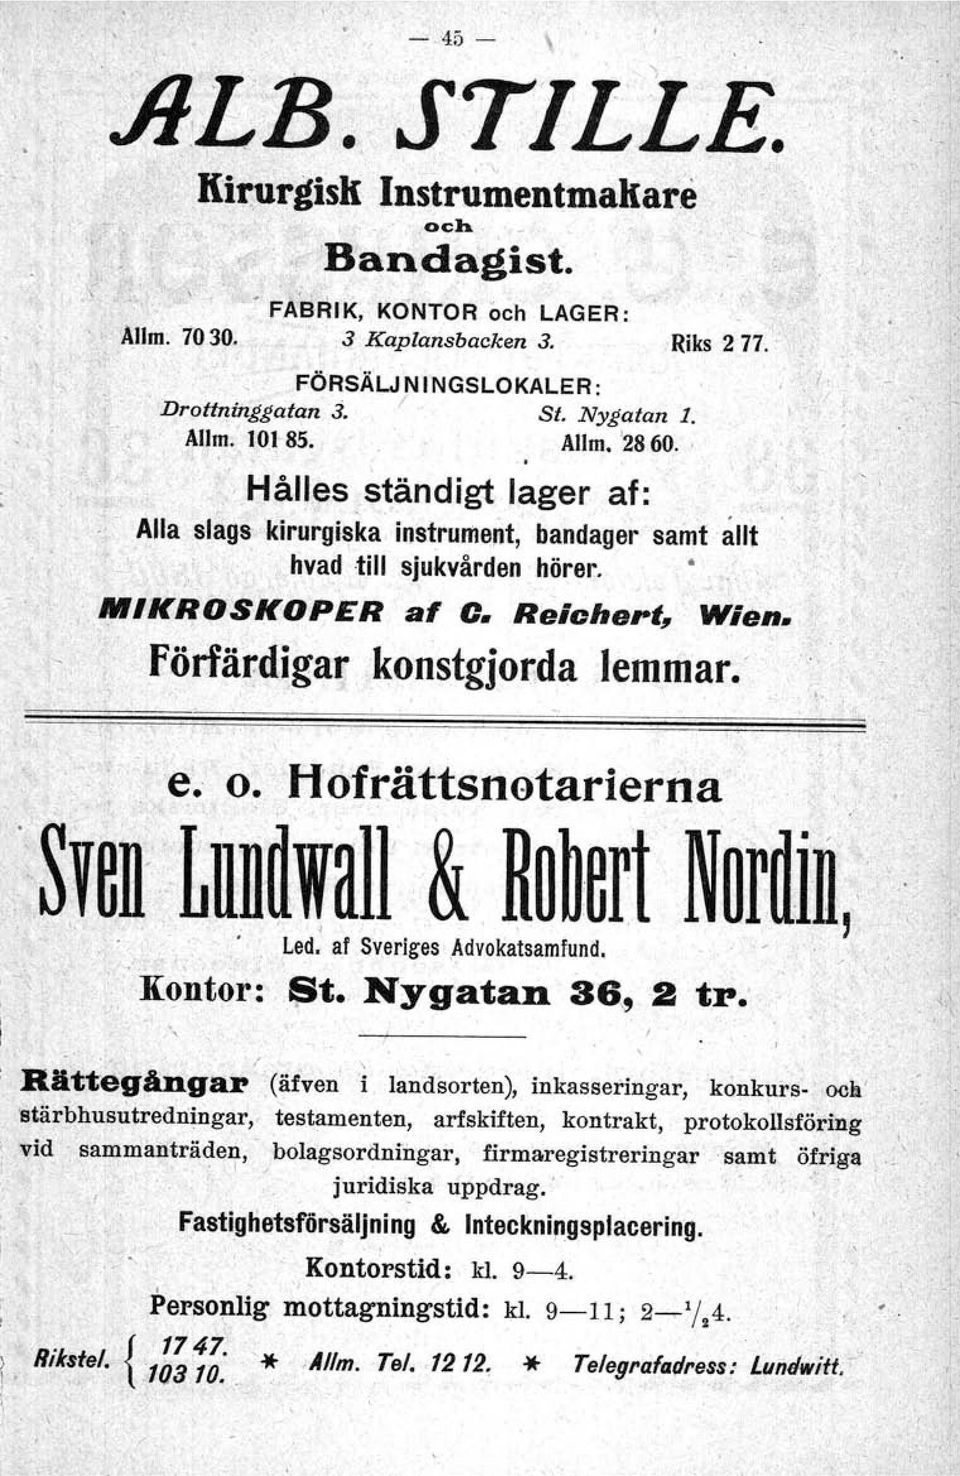 — 45 —
ALB. STILLE.
Kirurgisk Instrumentmakare
och
Bandagist.
FABRIK, KONTOR och LAGER:
Allm. 70 30. 3 Kaplansbacken 3. Riks 2 77.
FÖRSÄLJNINGSLOKALER:
Drottninggatan 3. St. Nygatan 1.
Allm. 101 85. Allm. 28 60.
Hålles ständigt lager af:
Alla slags kirurgiska instrument, bandager samt allt
hvad till sjukvården hörer.
MIKROSKOPER af C. Reichert, Wien.
Förfärdigar konstgjorda lemmar.
e. o. Hofrättsnotarierna
Sven Lundwall & Robert Nordin,
Led. af Sveriges Advokatsamfund.
Kontor: St. Nygatan 36, 2 tr.
Rättegångar (äfven i landsorten), inkasseringar, konkurs- och
stärbhusutredningar, testamenten, arfskiften, kontrakt, protokollsföring
vid sammanträden, bolagsordningar, firmaregistreringar samt öfriga
juridiska uppdrag.
Fastighetsförsäljning & Inteckningsplacering.
Kontorstid: kl. 9—4.
Personlig mottagningstid: kl. 9—11; 2—1/24.
Rikstel. { 17 47. 103 10. * Allm. Tel. 12 12. * Telegrafadress: Lundwitt.